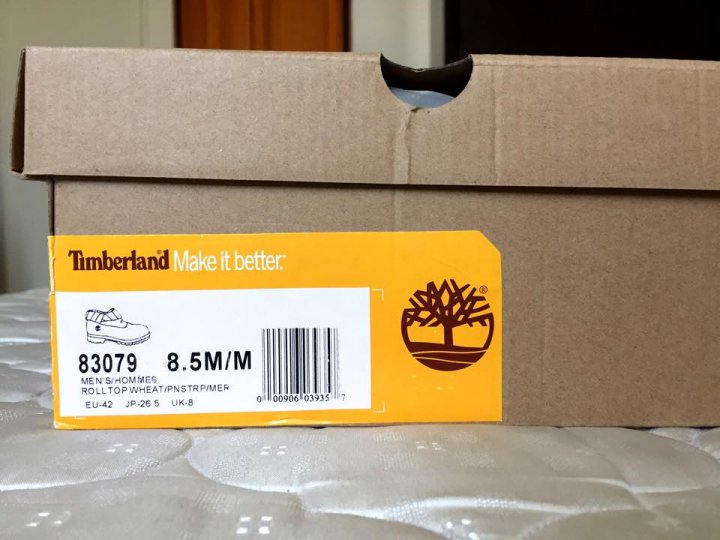 Timberland Make it better.™
®
83079 8.5M/M
MEN'S/HOMMES
ROLLTOP WHEAT/PNSTRP/MER
EU-42 JP-26.5 UK-8
0 00906 03935 7